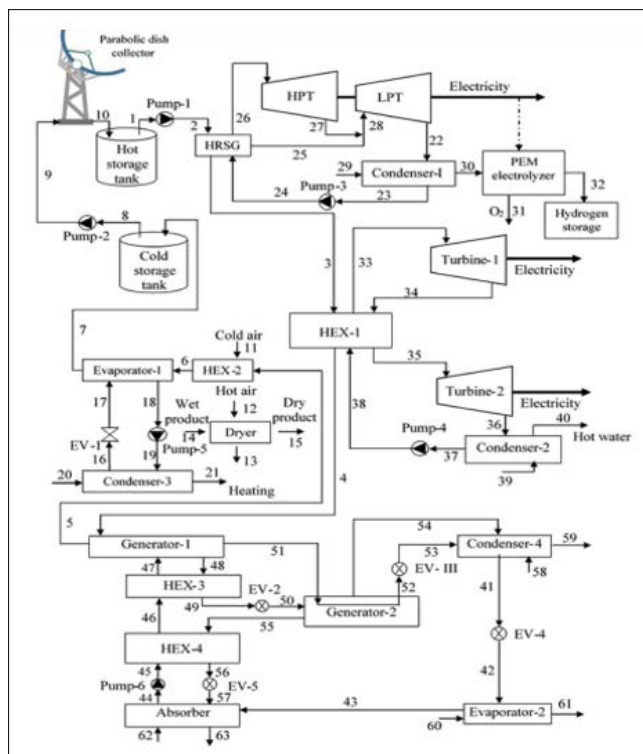 Parabolic dish
collector
10
1
Pump-1
2
26
HPT
LPT
Electricity
27
28
Hot storage
tank
HRSG
25
22
9
29
Condenser-I
30
PEM
electrolyzer
24
Pump-3
23
32
O₂
31
Hydrogen
storage
8
Pump-2
Cold storage
tank
3
33
Turbine-1
Electricity
34
7
Cold air
11
HEX-1
35
Evaporator-1
6
HEX-2
Hot air
Turbine-2
Electricity
17
18
Wet
product
12
Dry
product
38
36
40
Hot water
EV-1
14
Dryer
15
Pump-4
Condenser-2
16
19
Pump-5
13
37
20
Condenser-3
21
Heating
4
39
5
54
Generator-1
51
53
Condenser-4
59
47
48
EV-III
58
HEX-3
EV-2
52
41
49
50
Generator-2
46
55
EV-4
HEX-4
45
56
42
Pump-6
EV-5
44
57
43
Evaporator-2
61
Absorber
60
62
63